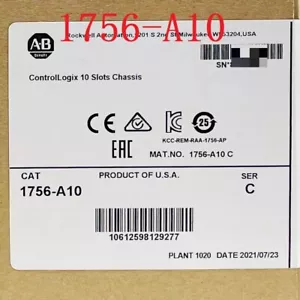 AB
Rockwell Automation, 1201 S 2nd St Milwaukee WI 53204, USA
1756-A10
SN
ControlLogix 10 Slots Chassis
KCC-REM-RAA-1756-AP
EAC
MAT.NO. 1756-A10 C
CAT
PRODUCT OF U.S.A.
SER
1756-A10
C
10612598129277
PLANT 1020 DATE 2021/07/23